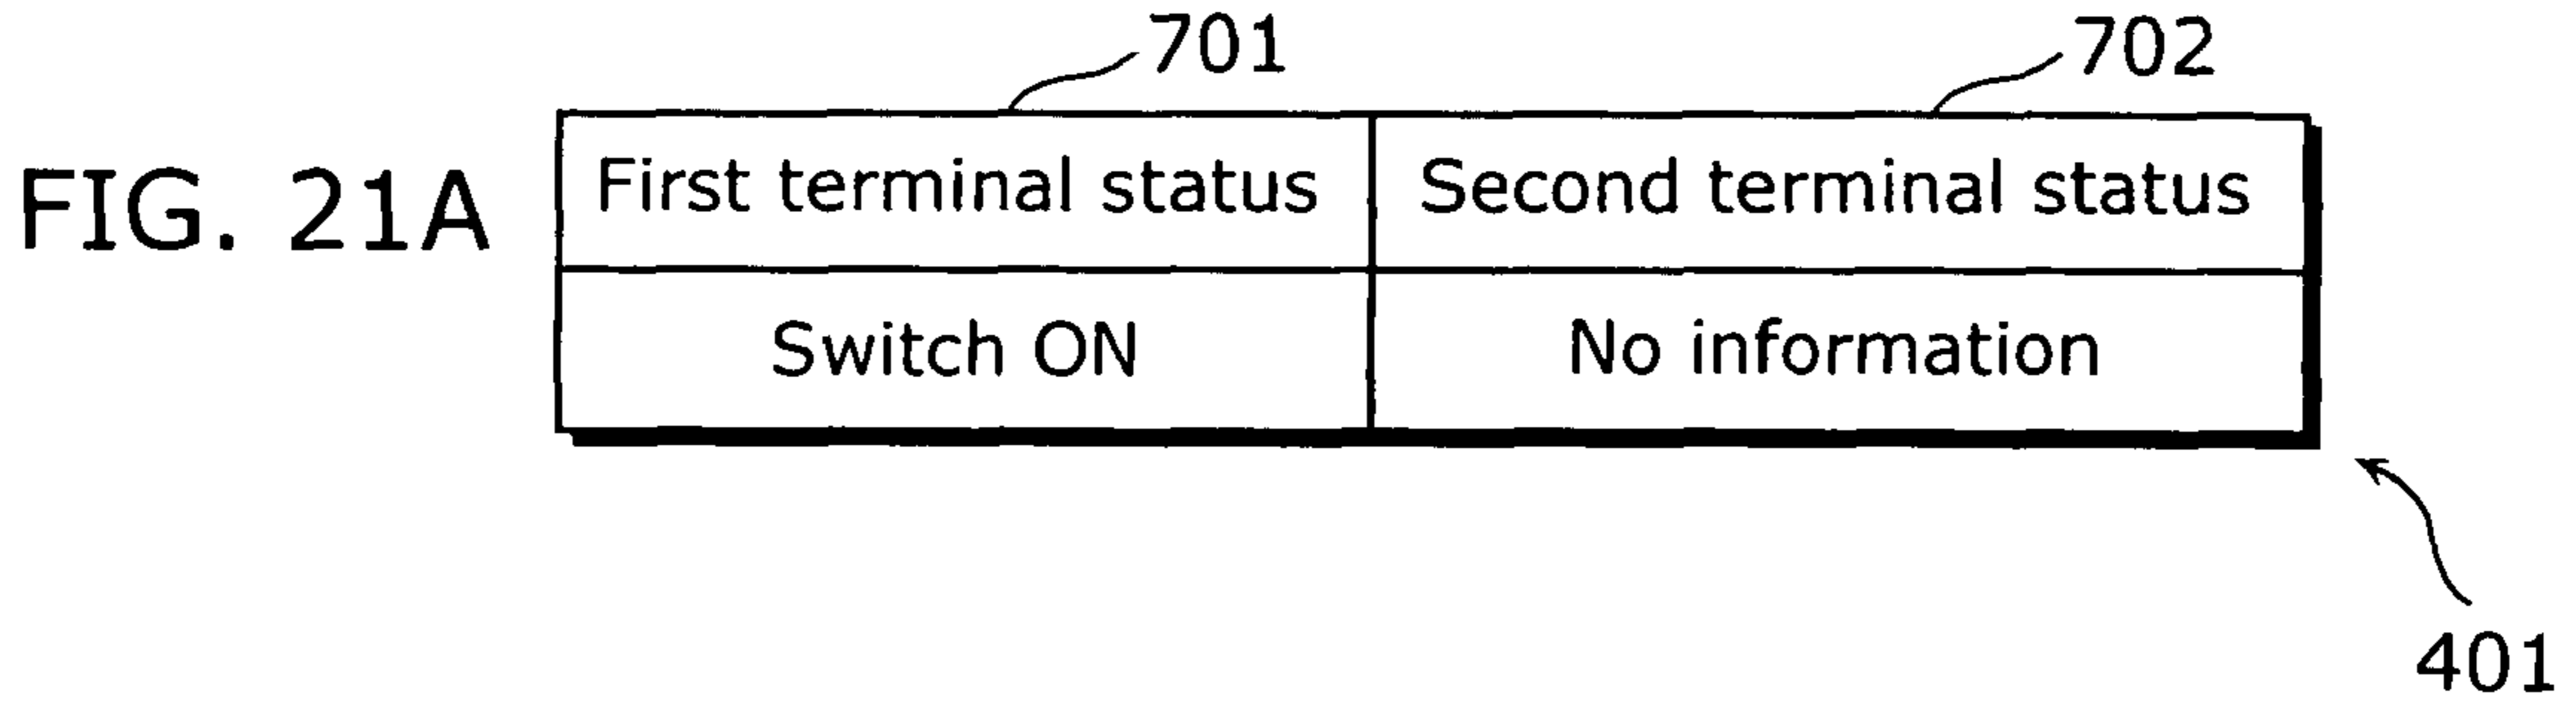 701 702
FIG. 21A
First terminal status Second terminal status
Switch ON No information
401